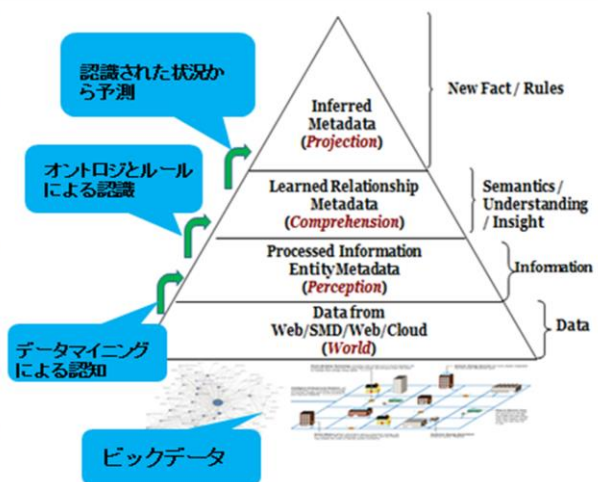 認識された状況か
ら予測
Inferred
Metadata
(Projection)
New Fact / Rules
オントロジとルール
による認識
Learned Relationship
Metadata
(Comprehension)
Semantics /
Understanding
/ Insight
Processed Information
Entity Metadata
(Perception)
Information
データマイニング
による認知
Data from
Web/SMD/Web/Cloud
(World)
Data
ビックデータ